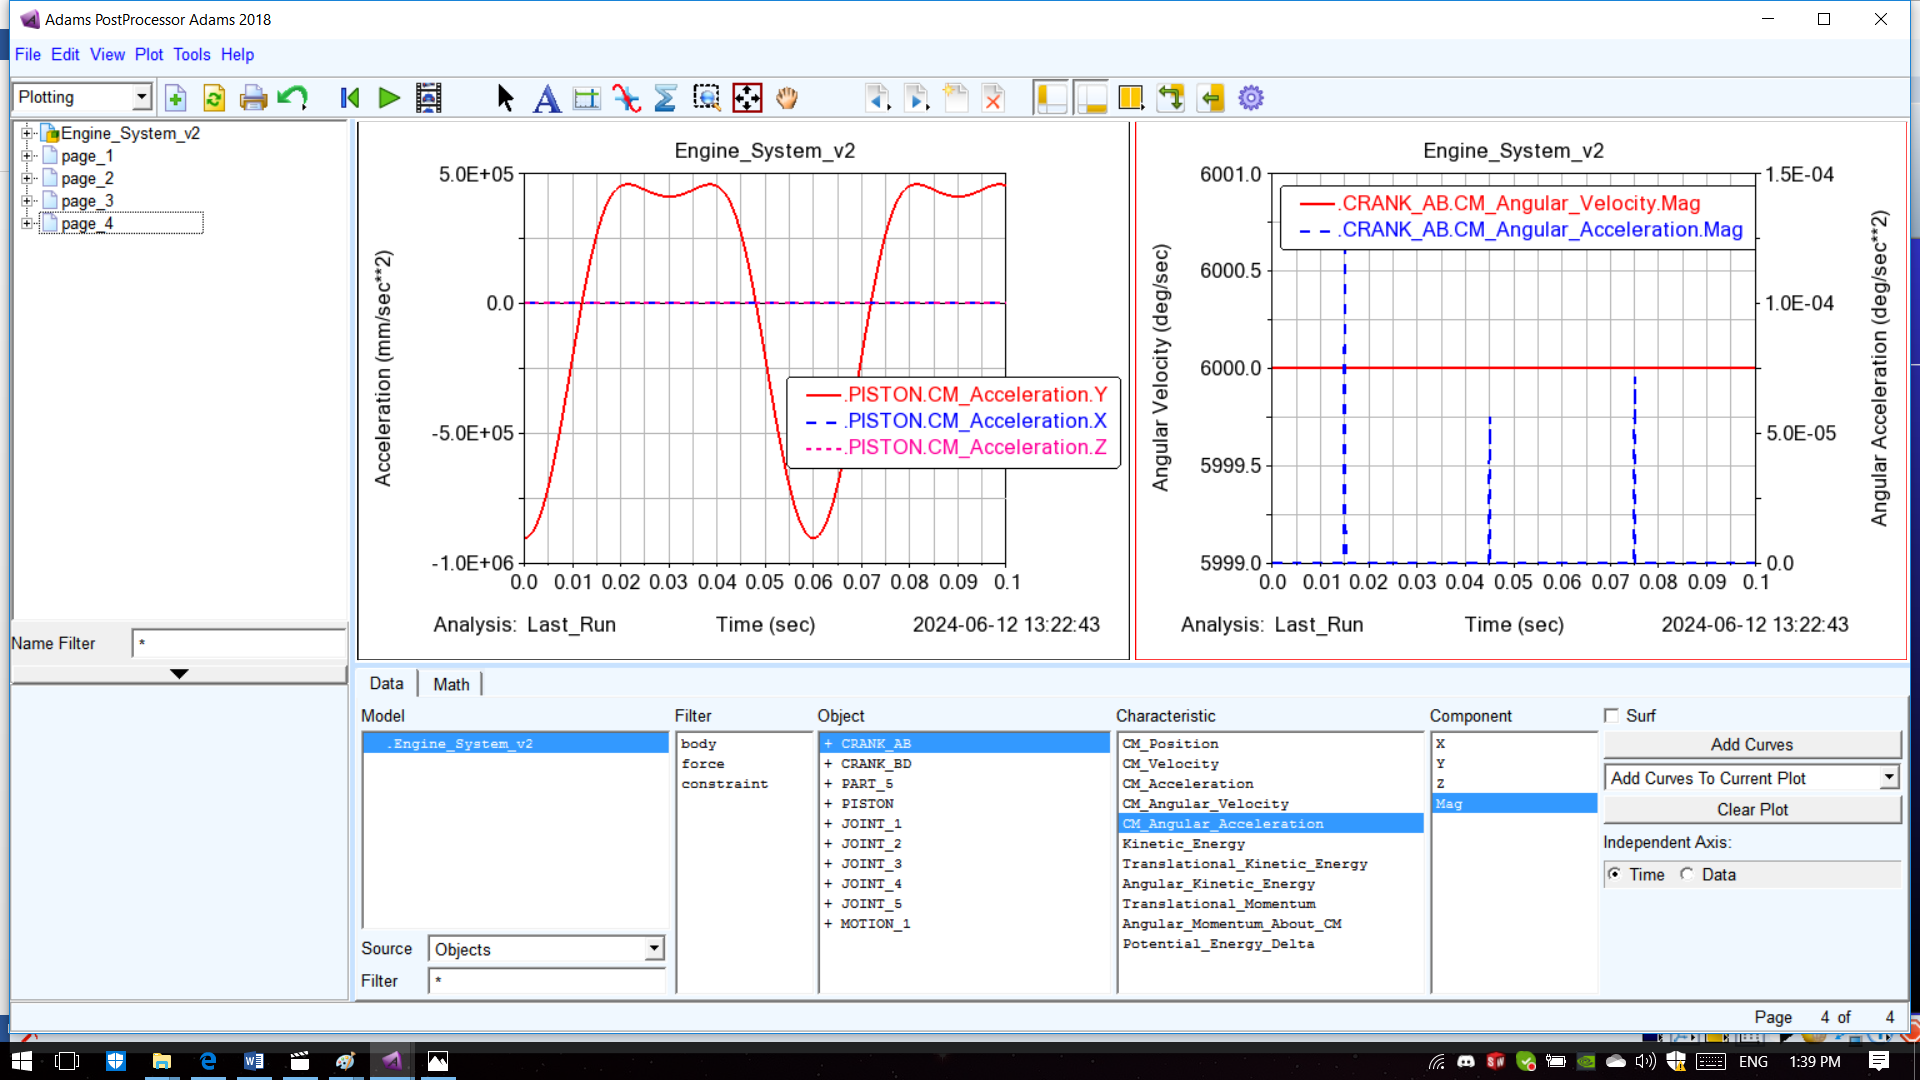 Adams PostProcessor Adams 2018
File Edit View Plot Tools Help
Plotting
Engine_System_v2
page_1
page_2
page_3
page_4
Name Filter *
Engine_System_v2
5.0E+05
0.0
-5.0E+05
-1.0E+06
Acceleration (mm/sec**2)
.PISTON.CM_Acceleration.Y
.PISTON.CM_Acceleration.X
.PISTON.CM_Acceleration.Z
0.0 0.01 0.02 0.03 0.04 0.05 0.06 0.07 0.08 0.09 0.1
Analysis: Last_Run Time (sec) 2024-06-12 13:22:43
Engine_System_v2
6001.0
6000.5
6000.0
5999.5
5999.0
Angular Velocity (deg/sec)
.CRANK_AB.CM_Angular_Velocity.Mag
.CRANK_AB.CM_Angular_Acceleration.Mag
1.5E-04
1.0E-04
5.0E-05
0.0
Angular Acceleration (deg/sec**2)
0.0 0.01 0.02 0.03 0.04 0.05 0.06 0.07 0.08 0.09 0.1
Analysis: Last_Run Time (sec) 2024-06-12 13:22:43
Data Math
Model
.Engine_System_v2
Source Objects
Filter *
Filter
body
force
constraint
Object
+ CRANK_AB
+ CRANK_BD
+ PART_5
+ PISTON
+ JOINT_1
+ JOINT_2
+ JOINT_3
+ JOINT_4
+ JOINT_5
+ MOTION_1
Characteristic
CM_Position
CM_Velocity
CM_Acceleration
CM_Angular_Velocity
CM_Angular_Acceleration
Kinetic_Energy
Translational_Kinetic_Energy
Angular_Kinetic_Energy
Translational_Momentum
Angular_Momentum_About_CM
Potential_Energy_Delta
Component
X
Y
Z
Mag
Surf
Add Curves
Add Curves To Current Plot
Clear Plot
Independent Axis:
Time Data
Page 4 of 4
ENG 1:39 PM